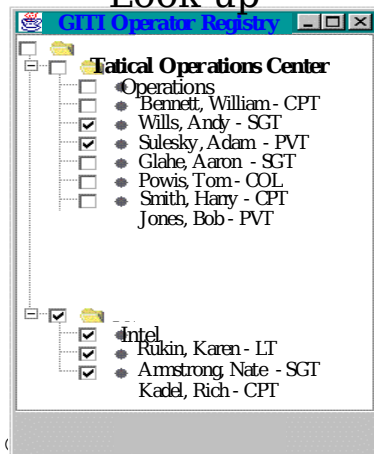 Look up
GITI Operator Registry
Tatical Operations Center
Operations
Bennett, William - CPT
Wills, Andy - SGT
Sulesky, Adam - PVT
Glahe, Aaron - SGT
Powis, Tom - COL
Smith, Harry - CPT
Jones, Bob - PVT
Intel
Rukin, Karen - LT
Armstrong, Nate - SGT
Kadel, Rich - CPT